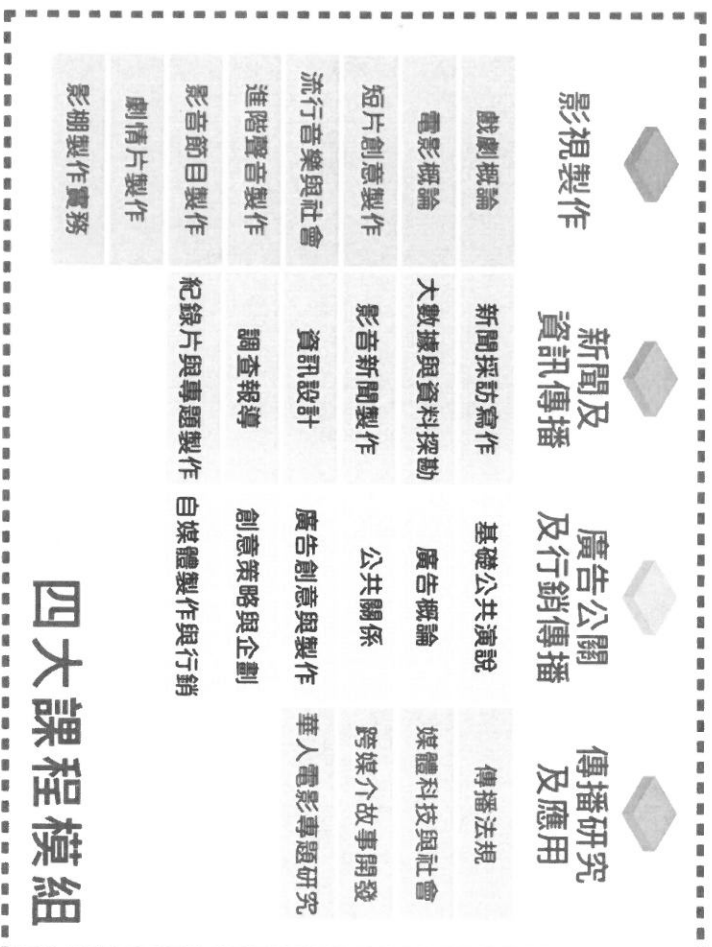 影視製作
戲劇概論
電影概論
短片創意製作
流行音樂與社會
進階聲音製作
影音節目製作
劇情片製作
影棚製作實務
新聞及
資訊傳播
新聞採訪寫作
大數據與資料探勘
影音新聞製作
資訊設計
調查報導
紀錄片與專題製作
廣告公關
及行銷傳播
基礎公共演說
廣告概論
公共關係
廣告創意與製作
創意策略與企劃
自媒體製作與行銷
傳播研究
及應用
傳播法規
媒體科技與社會
跨媒介故事開發
華人電影專題研究
四大課程模組